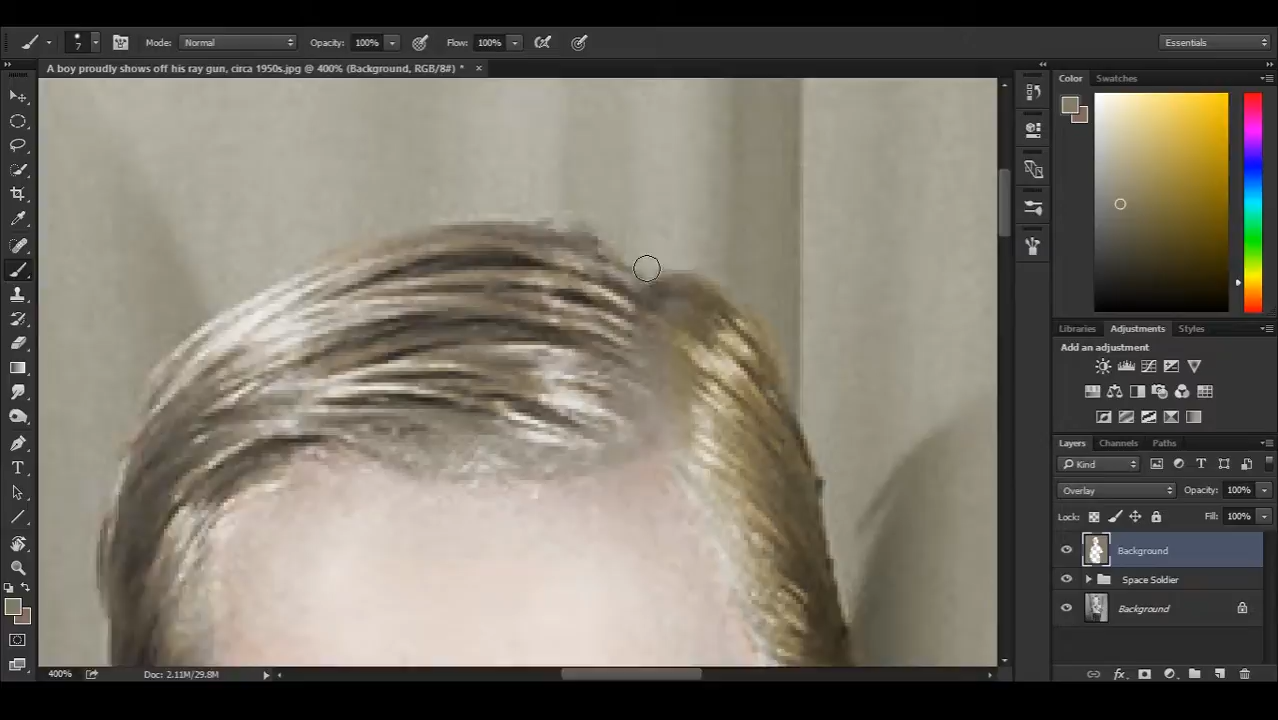 7 Mode: Normal Opacity: 100% Flow: 100% Essentials
A boy proudly shows off his ray gun, circa 1950s.jpg @ 400% (Background, RGB/8#) * ×
Color Swatches
Libraries Adjustments Styles
Add an adjustment
Layers Channels Paths
Kind
Overlay Opacity: 100%
Lock: Fill: 100%
Background
Space Soldier
Background
400% Doc: 2.11M/29.8M